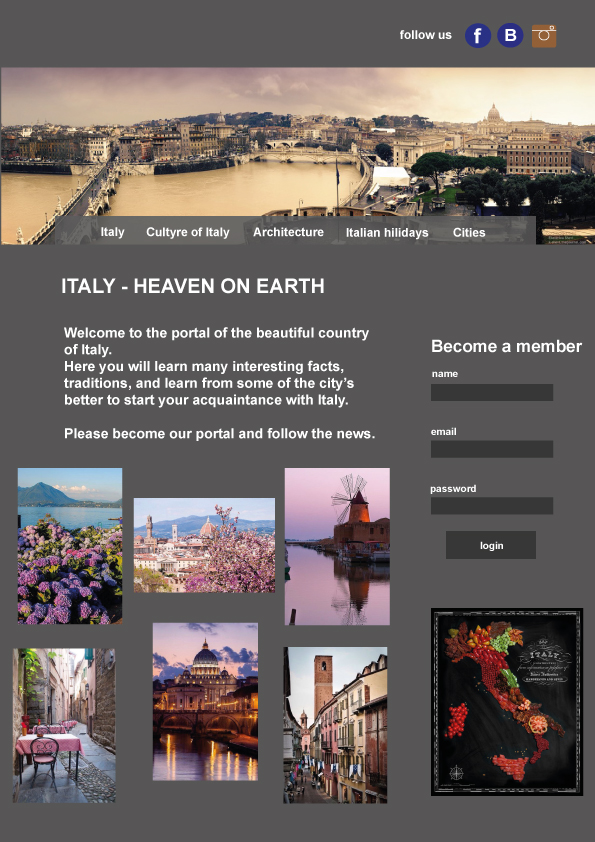 follow us
f
B
Italy Cultyre of Italy Architecture Italian hilidays Cities
ITALY - HEAVEN ON EARTH
Welcome to the portal of the beautiful country
of Italy.
Here you will learn many interesting facts,
traditions, and learn from some of the city’s
better to start your acquaintance with Italy.
Please become our portal and follow the news.
Become a member
name
email
password
login
ITALY